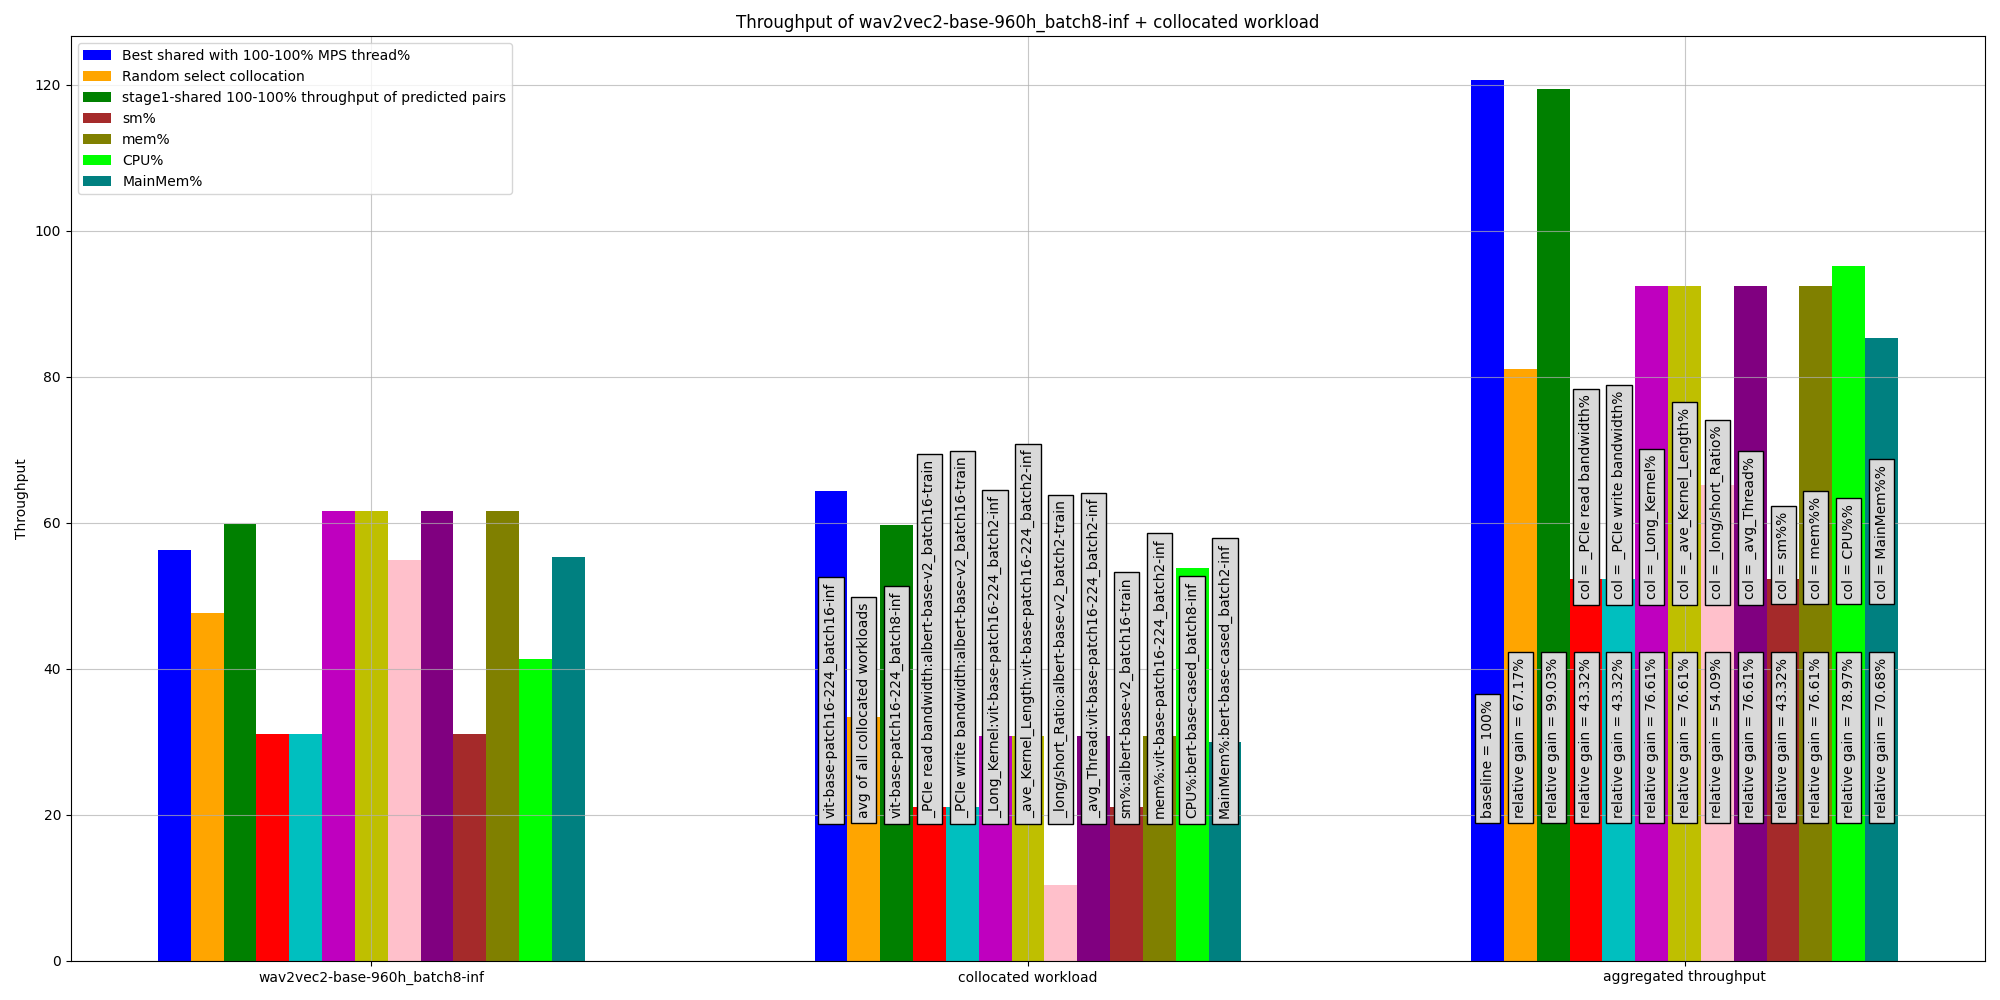 Throughput of wav2vec2-base-960h_batch8-inf + collocated workload
Best shared with 100-100% MPS thread%
Random select collocation
stage1-shared 100-100% throughput of predicted pairs
sm%
mem%
CPU%
MainMem%
Throughput
120
100
80
60
40
20
0
vit-base-patch16-224_batch16-inf
avg of all collocated workloads
vit-base-patch16-224_batch8-inf
_PCIe read bandwidth:albert-base-v2_batch16-train
_PCIe write bandwidth:albert-base-v2_batch16-train
_Long_Kernel:vit-base-patch16-224_batch2-inf
_ave_Kernel_Length:vit-base-patch16-224_batch2-inf
_long/short_Ratio:albert-base-v2_batch2-train
_avg_Thread:vit-base-patch16-224_batch2-inf
sm%:albert-base-v2_batch16-train
mem%:vit-base-patch16-224_batch2-inf
CPU%:bert-base-cased_batch8-inf
MainMem%:bert-base-cased_batch2-inf
col = _PCIe read bandwidth%
col = _PCIe write bandwidth%
col = _Long_Kernel%
col = _ave_Kernel_Length%
col = _long/short_Ratio%
col = _avg_Thread%
col = sm%%
col = mem%%
col = CPU%%
col = MainMem%%
baseline = 100%
relative gain = 67.17%
relative gain = 99.03%
relative gain = 43.32%
relative gain = 43.32%
relative gain = 76.61%
relative gain = 76.61%
relative gain = 54.09%
relative gain = 76.61%
relative gain = 43.32%
relative gain = 76.61%
relative gain = 78.97%
relative gain = 70.68%
wav2vec2-base-960h_batch8-inf
collocated workload
aggregated throughput